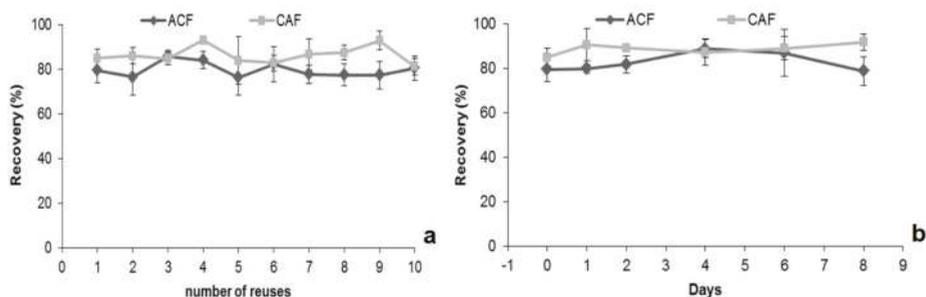 ACF CAF
100
80
60
40
20
0
Recovery (%)
0 1 2 3 4 5 6 7 8 9 10
number of reuses
a
ACF CAF
100
80
60
40
20
0
Recovery (%)
-1 0 1 2 3 4 5 6 7 8 9
Days
b